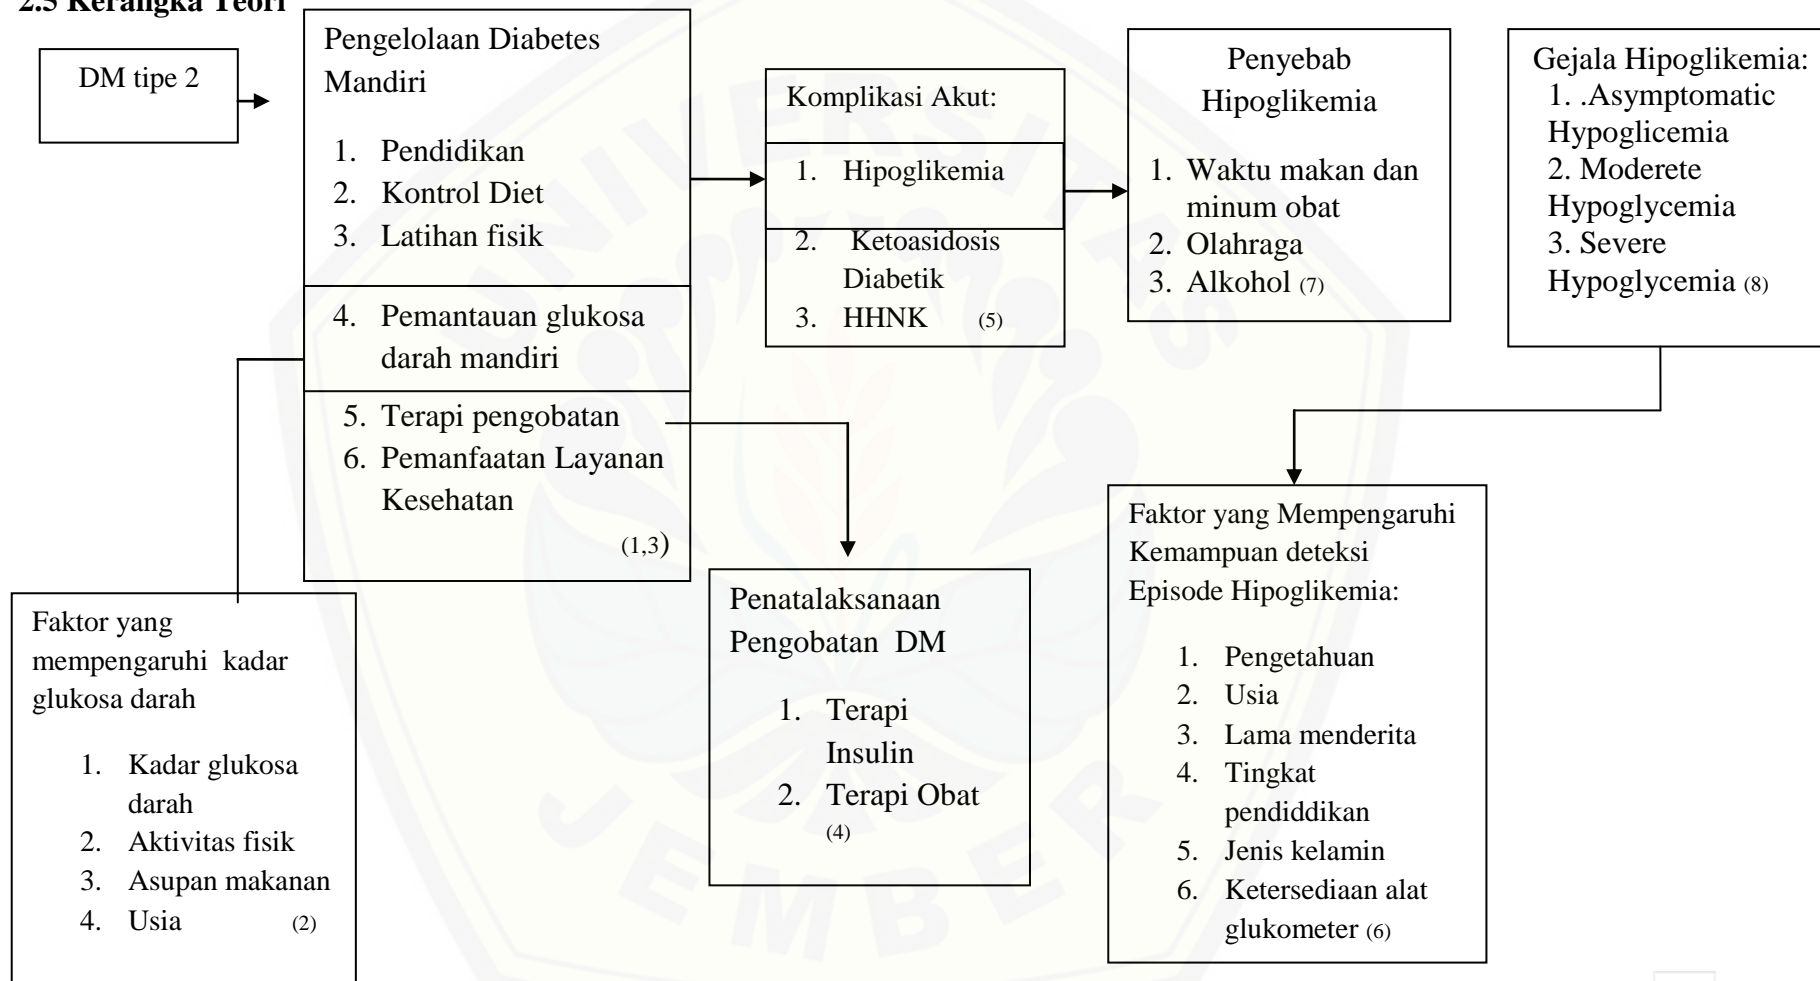 2.5 Kerangka Teori
DM tipe 2
Pengelolaan Diabetes
Mandiri
1. Pendidikan
2. Kontrol Diet
3. Latihan fisik
4. Pemantauan glukosa
darah mandiri
5. Terapi pengobatan
6. Pemanfaatan Layanan
Kesehatan
(1,3)
Komplikasi Akut:
1. Hipoglikemia
2. Ketoasidosis
Diabetik
3. HHNK (5)
Penyebab
Hipoglikemia
1. Waktu makan dan
minum obat
2. Olahraga
3. Alkohol (7)
Gejala Hipoglikemia:
1. .Asymptomatic
Hypoglicemia
2. Moderete
Hypoglycemia
3. Severe
Hypoglycemia (8)
Faktor yang
mempengaruhi kadar
glukosa darah
1. Kadar glukosa
darah
2. Aktivitas fisik
3. Asupan makanan
4. Usia (2)
Penatalaksanaan
Pengobatan DM
1. Terapi
Insulin
2. Terapi Obat
(4)
Faktor yang Mempengaruhi
Kemampuan deteksi
Episode Hipoglikemia:
1. Pengetahuan
2. Usia
3. Lama menderita
4. Tingkat
pendiddikan
5. Jenis kelamin
6. Ketersediaan alat
glukometer (6)
UNIVERSITAS
JEMBER